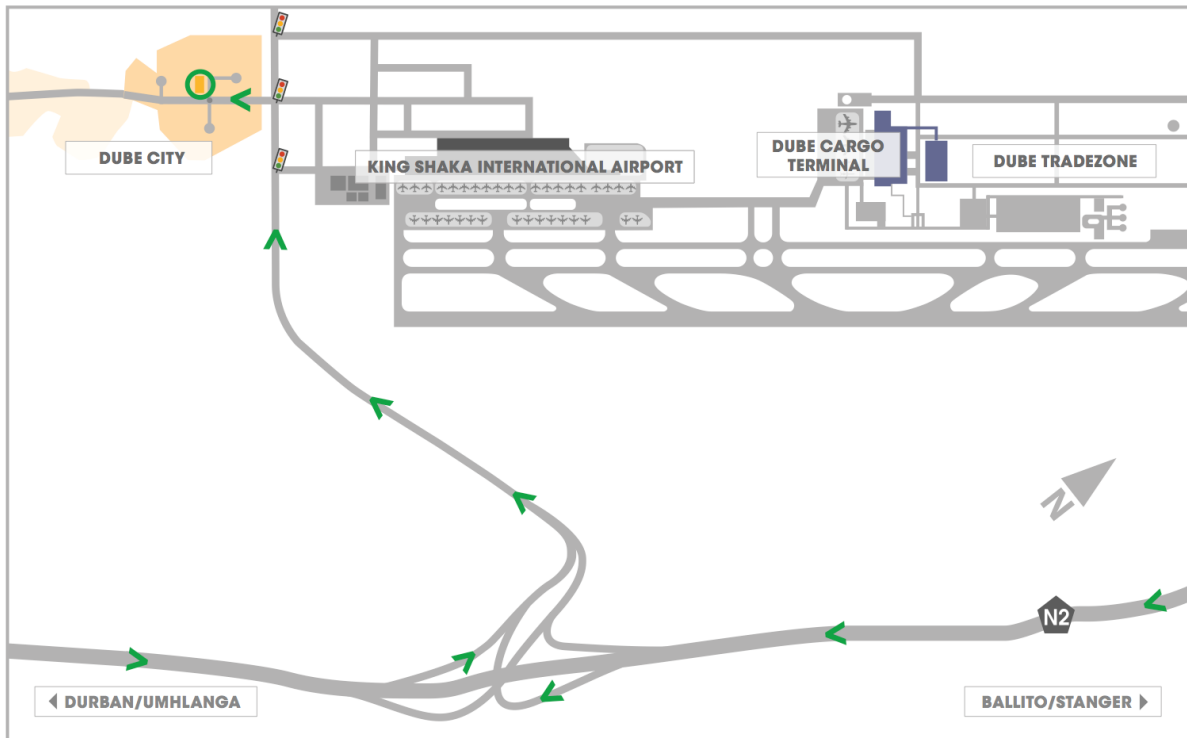 DUBE CITY
KING SHAKA INTERNATIONAL AIRPORT
DUBE CARGO
TERMINAL
DUBE TRADEZONE
N
N2
DURBAN/UMHLANGA
BALLITO/STANGER